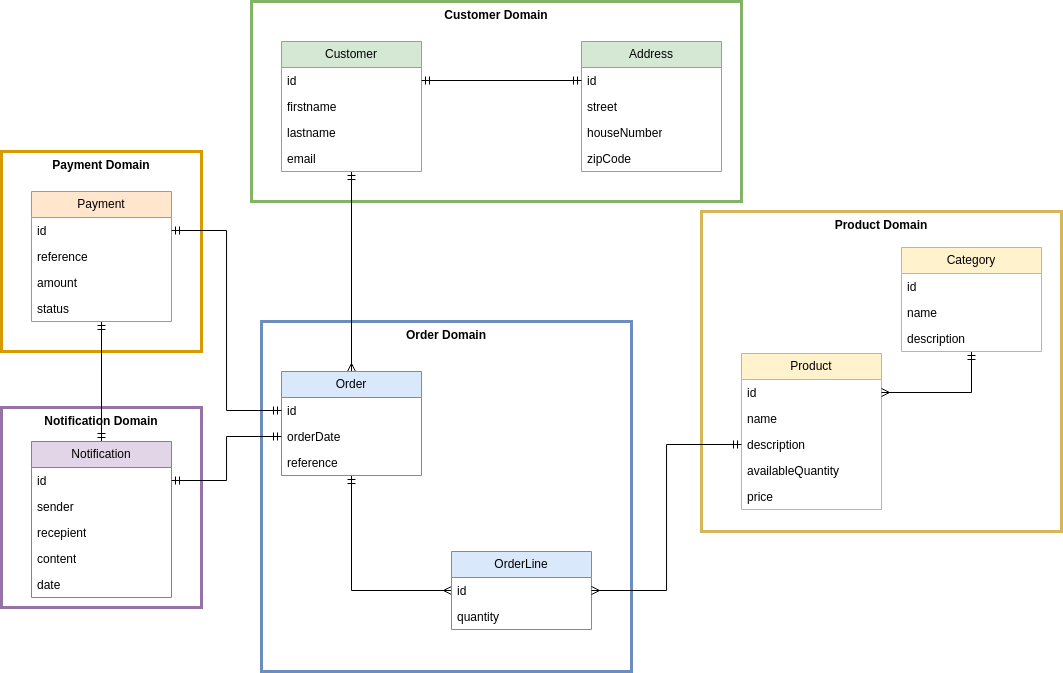 Customer Domain
Customer
id
firstname
lastname
email
Address
id
street
houseNumber
zipCode
Payment Domain
Payment
id
reference
amount
status
Product Domain
Category
id
name
description
Product
id
name
description
availableQuantity
price
Order Domain
Order
id
orderDate
reference
OrderLine
id
quantity
Notification Domain
Notification
id
sender
recepient
content
date